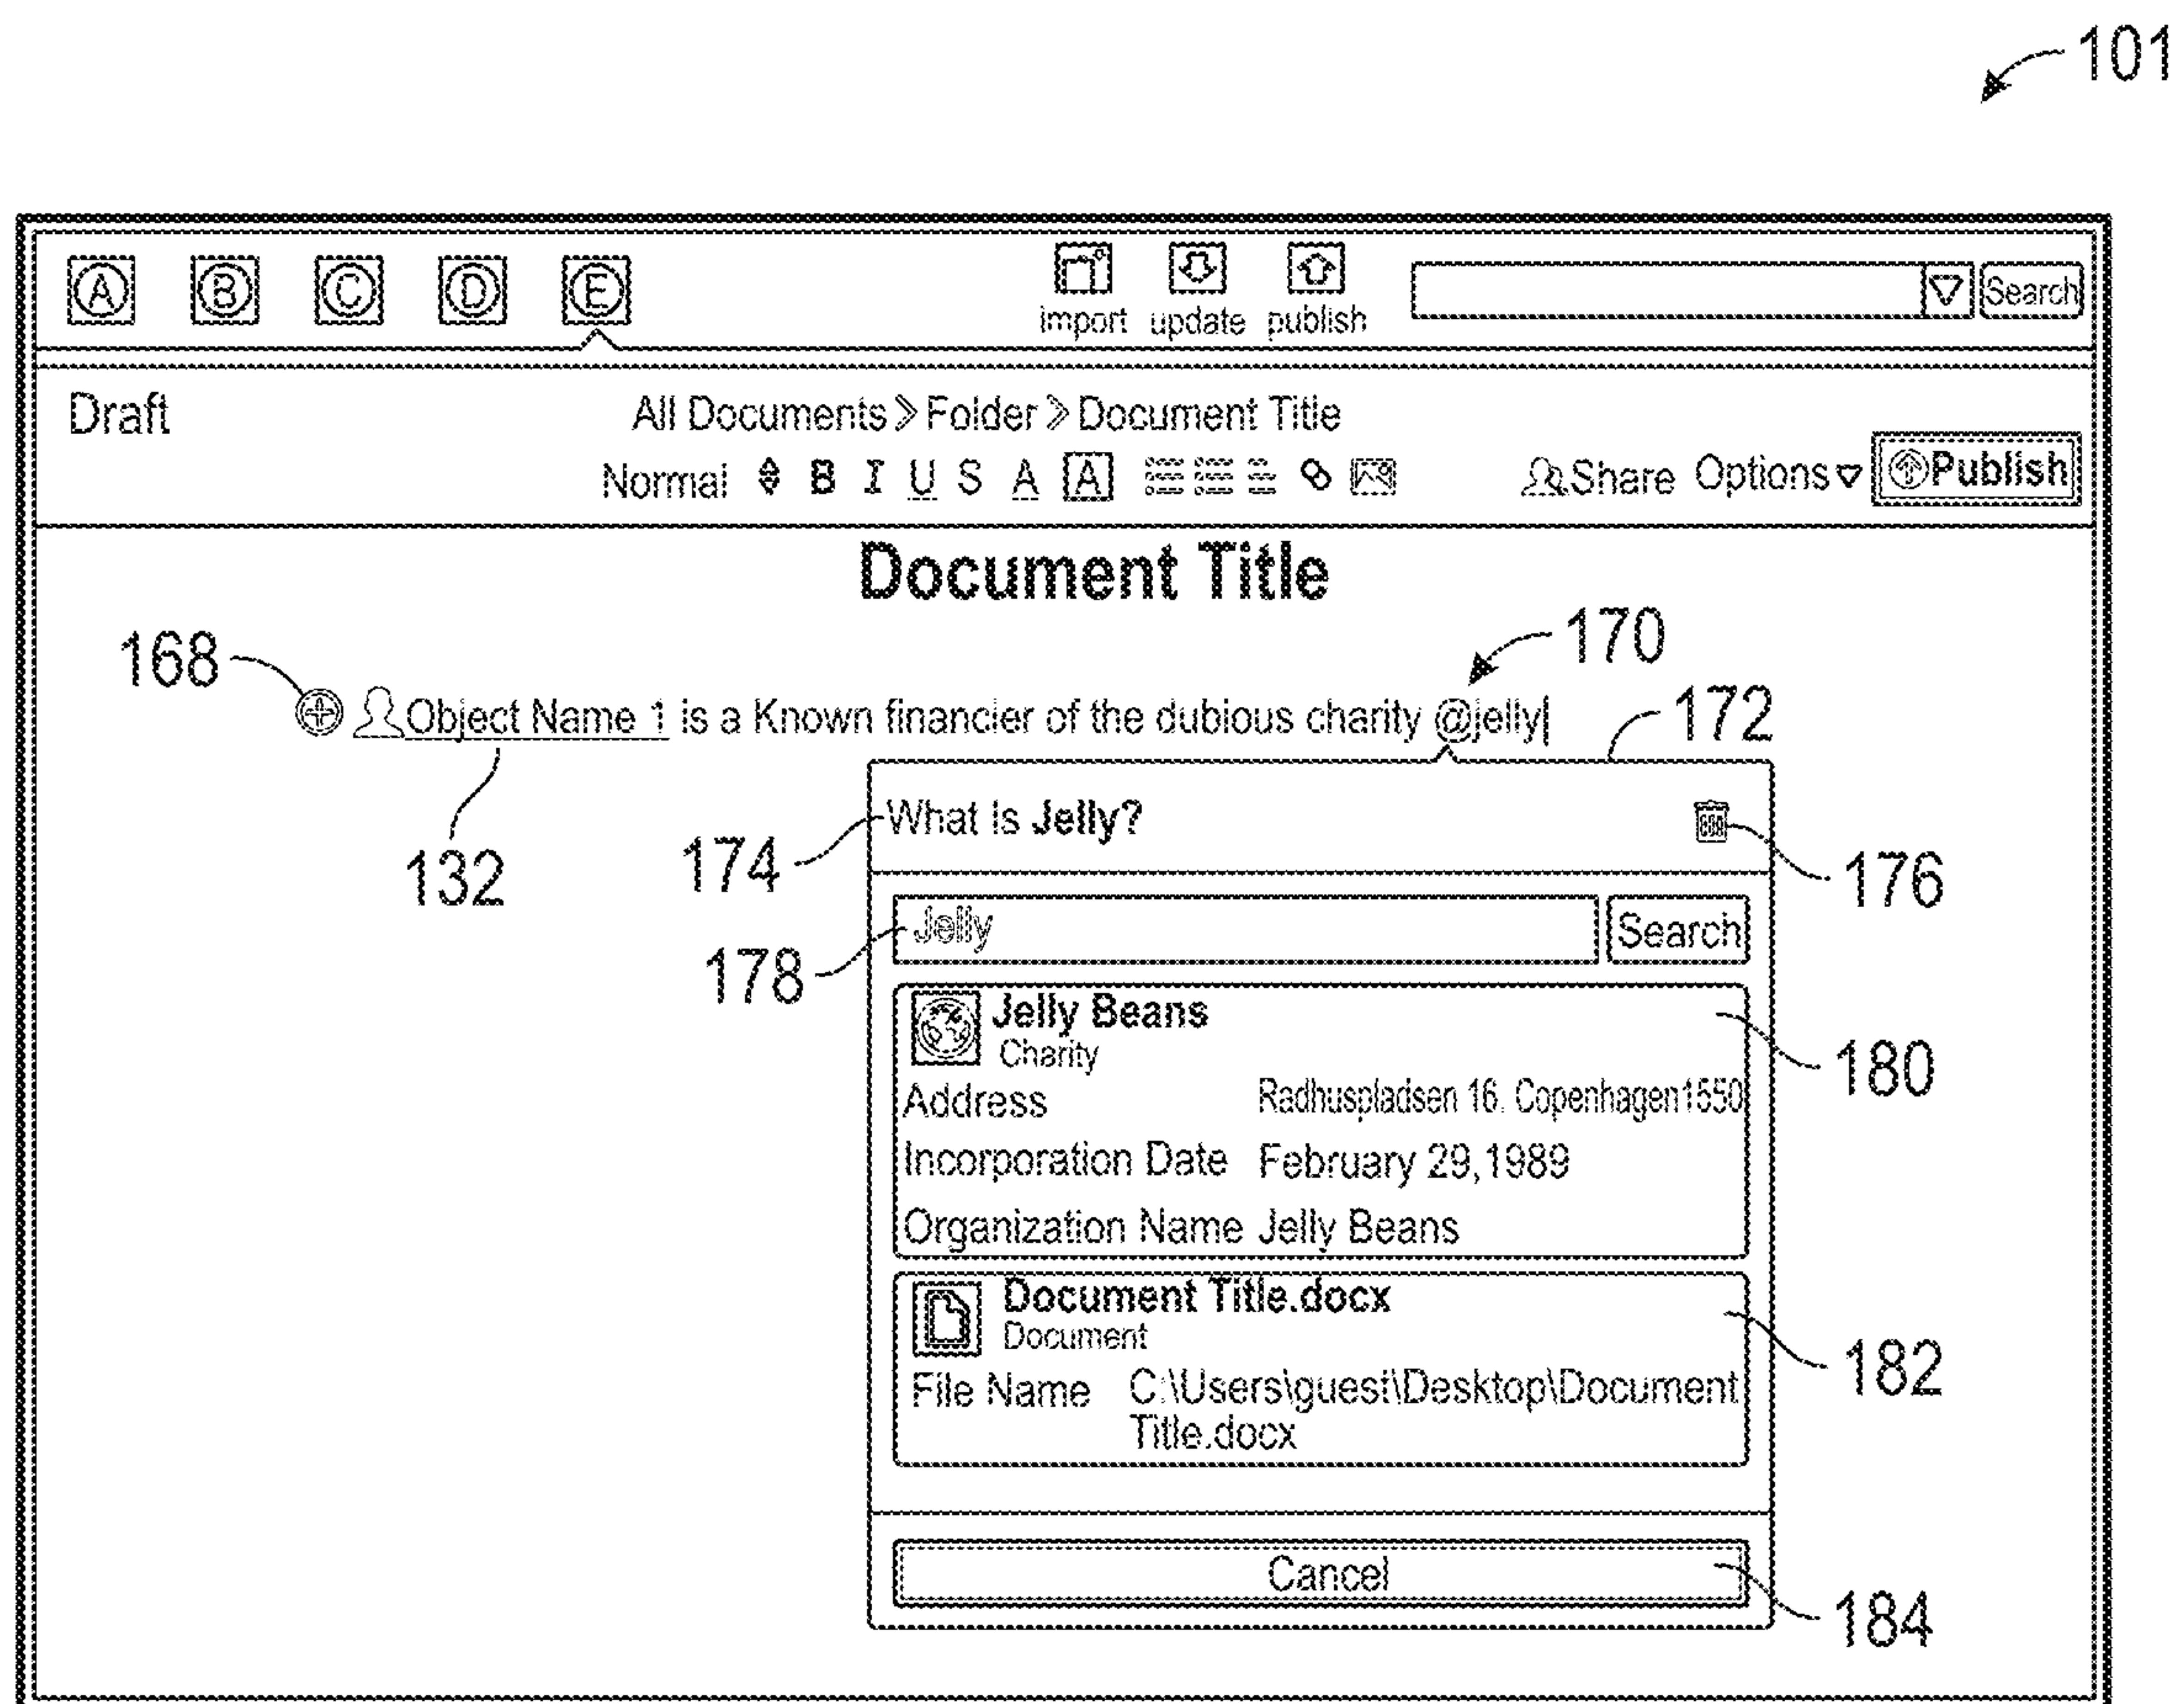 101
A B C D E
import update publish
Search
Draft
All Documents > Folder > Document Title
Normal B I U S A A
Share Options Publish
Document Title
168
170
Object Name 1 is a Known financier of the dubious charity @jelly
172
132
What is Jelly?
174
176
Jelly
Search
178
Jelly Beans
Charity
180
Address Radhuspladsen 16, Copenhagen1550
Incorporation Date February 29,1989
Organization Name Jelly Beans
Document Title.docx
Document
182
File Name C:\Users\guest\Desktop\Document
Title.docx
Cancel
184